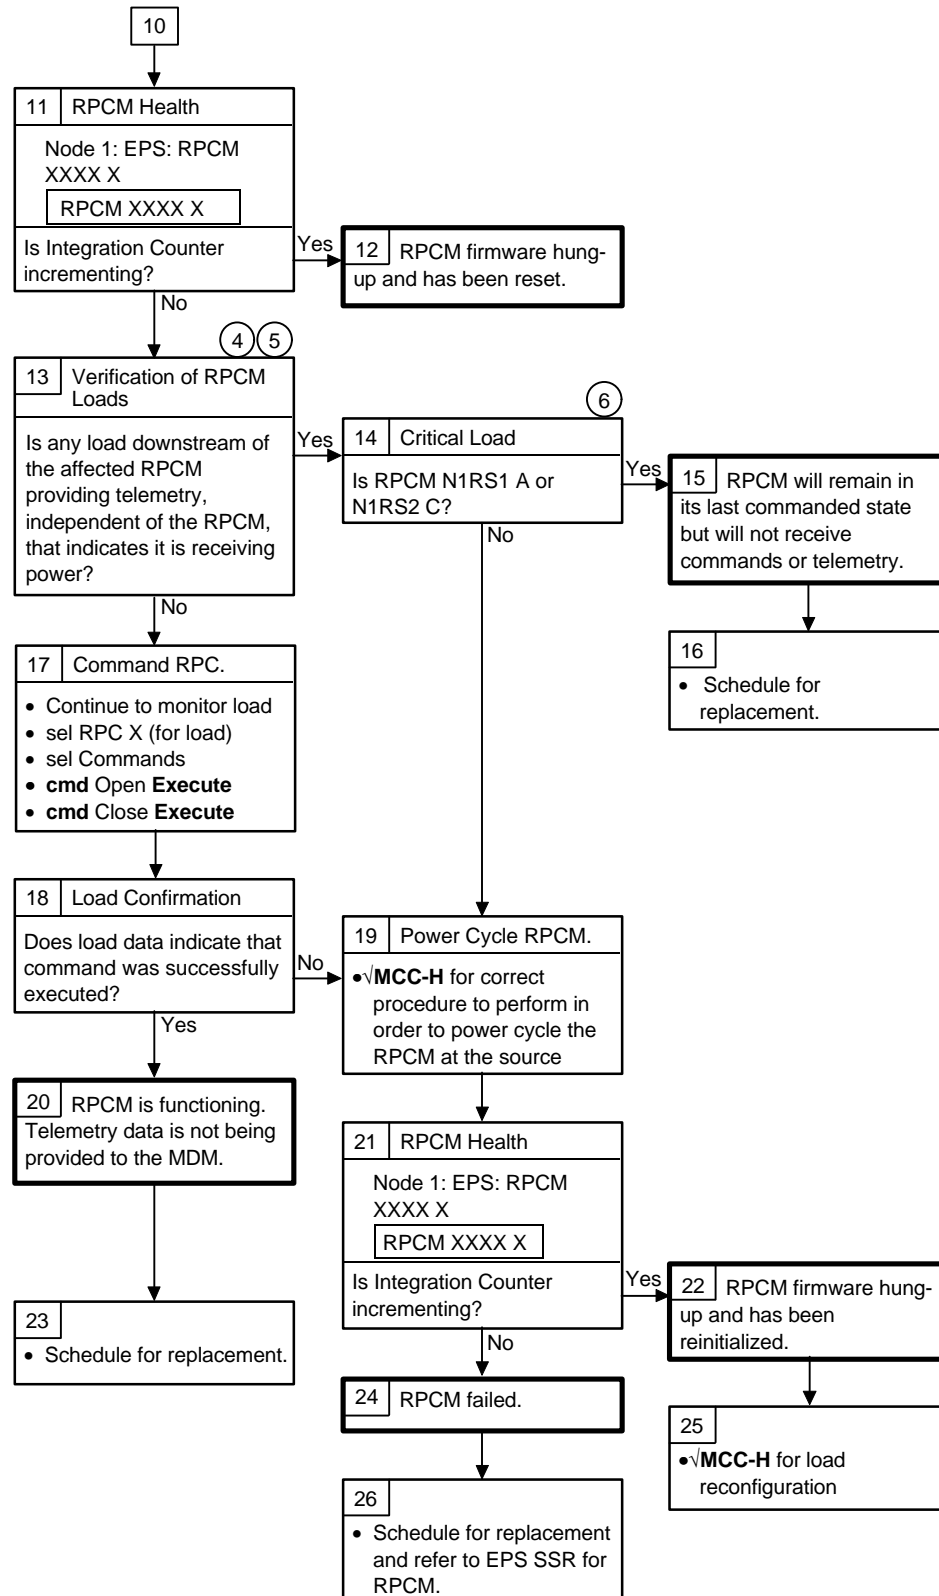 10
11 RPCM Health
Node 1: EPS: RPCM
XXXX X
RPCM XXXX X
Is Integration Counter
incrementing?
Yes
No
12 RPCM firmware hung-
up and has been reset.
4 5
13 Verification of RPCM
Loads
Is any load downstream of
the affected RPCM
providing telemetry,
independent of the RPCM,
that indicates it is receiving
power?
Yes
No
6
14 Critical Load
Is RPCM N1RS1 A or
N1RS2 C?
Yes
No
15 RPCM will remain in
its last commanded state
but will not receive
commands or telemetry.
16
• Schedule for
replacement.
17 Command RPC.
• Continue to monitor load
• sel RPC X (for load)
• sel Commands
• cmd Open Execute
• cmd Close Execute
18 Load Confirmation
Does load data indicate that
command was successfully
executed?
No
Yes
19 Power Cycle RPCM.
•√MCC-H for correct
procedure to perform in
order to power cycle the
RPCM at the source
20 RPCM is functioning.
Telemetry data is not being
provided to the MDM.
21 RPCM Health
Node 1: EPS: RPCM
XXXX X
RPCM XXXX X
Is Integration Counter
incrementing?
Yes
No
22 RPCM firmware hung-
up and has been
reinitialized.
23
• Schedule for replacement.
24 RPCM failed.
25
•√MCC-H for load
reconfiguration
26
• Schedule for replacement
and refer to EPS SSR for
RPCM.